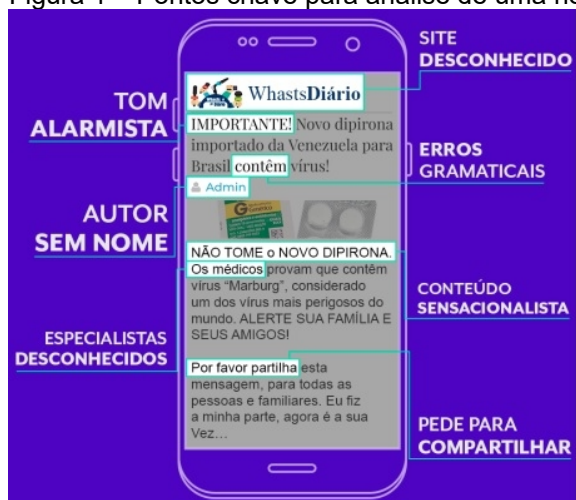 Figura 1 – Pontos chave para análise de uma no
SITE
DESCONHECIDO
WhastsDiário
TOM
ALARMISTA
IMPORTANTE! Novo dipirona
importado da Venezuela para
Brasil contêm vírus!
ERROS
GRAMATICAIS
Admin
AUTOR
SEM NOME
NÃO TOME o NOVO DIPIRONA.
Os médicos provam que contêm
vírus “Marburg”, considerado
um dos vírus mais perigosos do
mundo. ALERTE SUA FAMÍLIA E
SEUS AMIGOS!
CONTEÚDO
SENSACIONALISTA
ESPECIALISTAS
DESCONHECIDOS
Por favor partilha esta
mensagem, para todas as
pessoas e familiares. Eu fiz
a minha parte, agora é a sua
Vez...
PEDE PARA
COMPARTILHAR